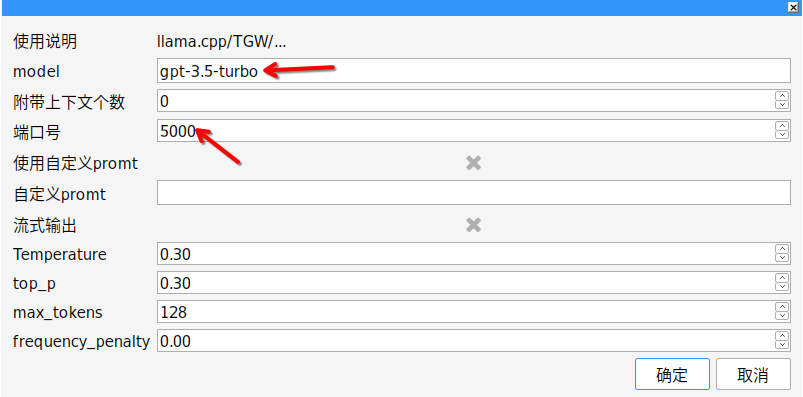 使用说明 llama.cpp/TGW/...
model gpt-3.5-turbo
附带上下文个数 0
端口号 5000
使用自定义promt
自定义promt
流式输出
Temperature 0.30
top_p 0.30
max_tokens 128
frequency_penalty 0.00
确定 取消